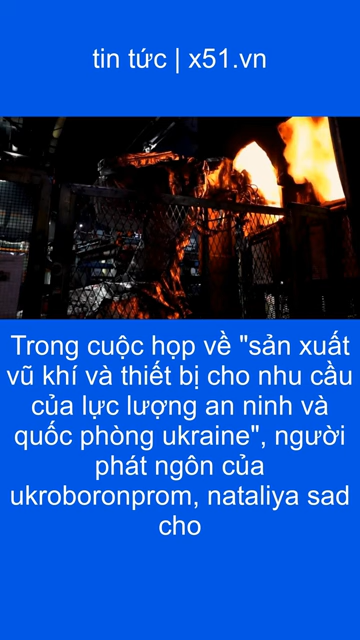 tin tức | x51.vn
Trong cuộc họp về "sản xuất
vũ khí và thiết bị cho nhu cầu
của lực lượng an ninh và
quốc phòng ukraine", người
phát ngôn của
ukroboronprom, nataliya sad
cho